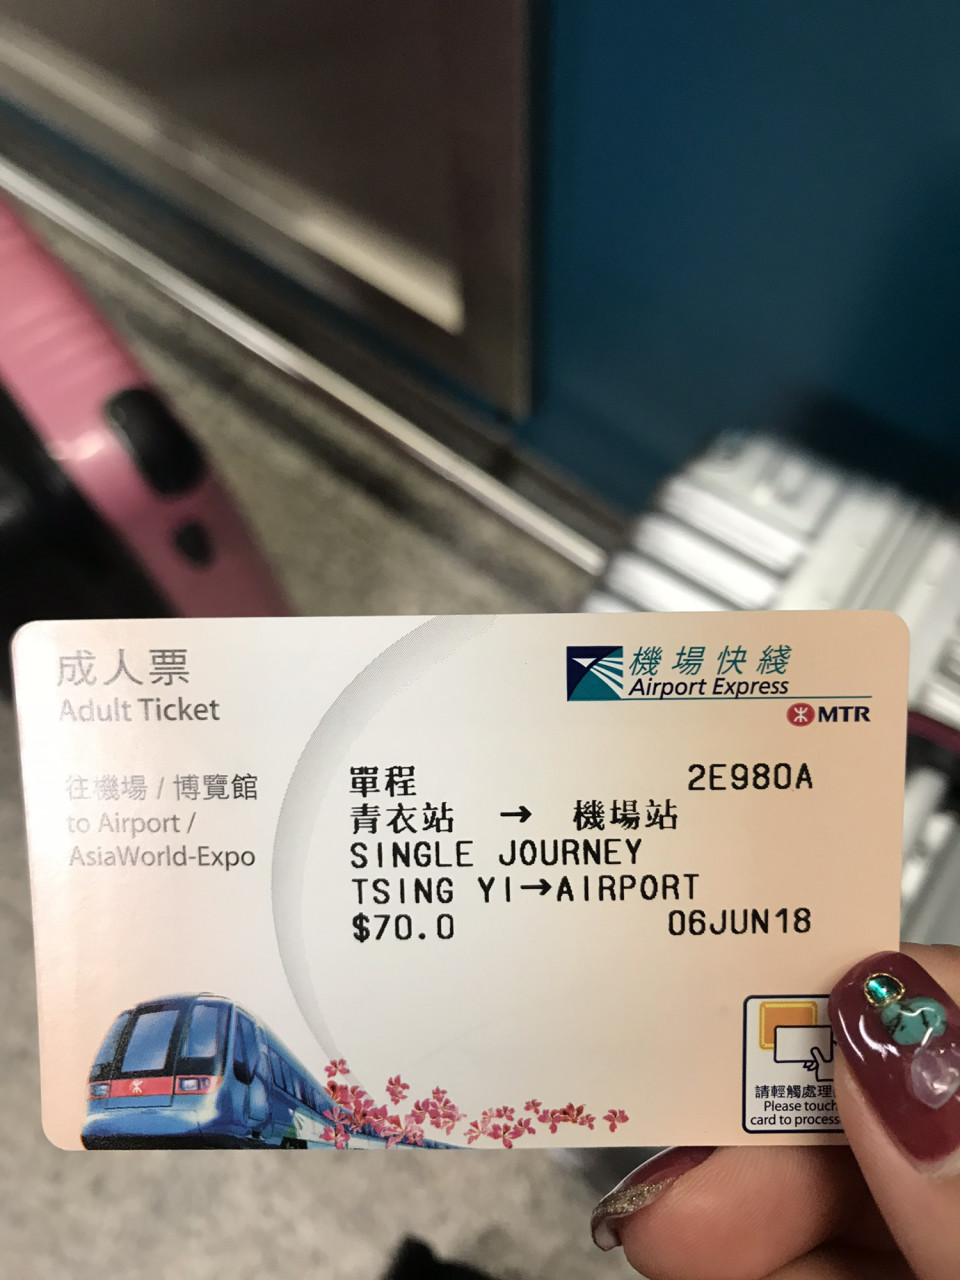 成人票
Adult Ticket
機場快綫
Airport Express
MTR
往機場 / 博覽館
to Airport /
AsiaWorld-Expo
單程 2E980A
青衣站 → 機場站
SINGLE JOURNEY
TSING YI→AIRPORT
$70.0 06JUN18
請輕觸處理
Please touch
card to process